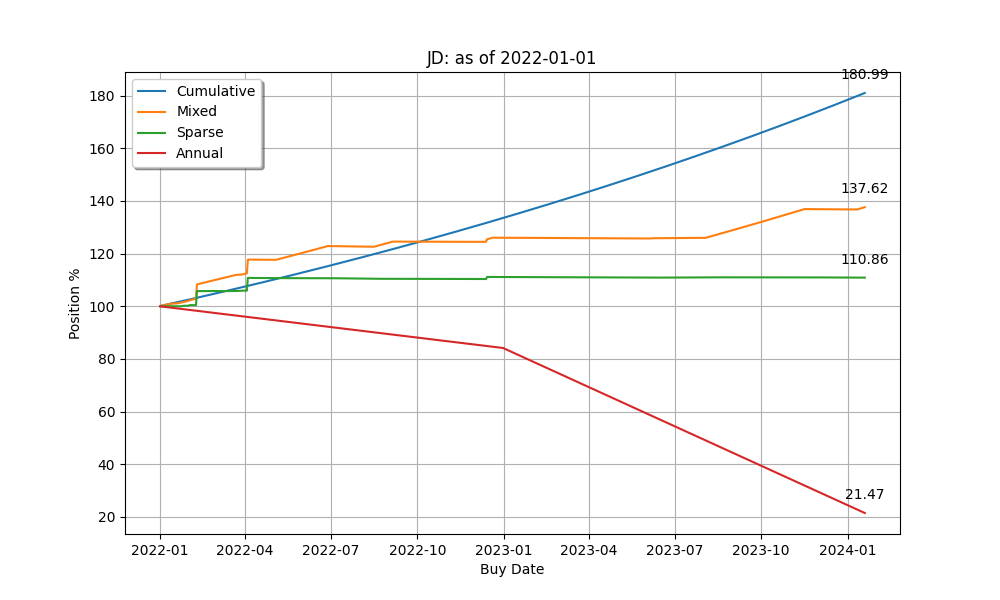 JD: as of 2022-01-01
180.99
Cumulative
Mixed
Sparse
Annual
137.62
110.86
21.47
Position %
180
160
140
120
100
80
60
40
20
2022-01 2022-04 2022-07 2022-10 2023-01 2023-04 2023-07 2023-10 2024-01
Buy Date